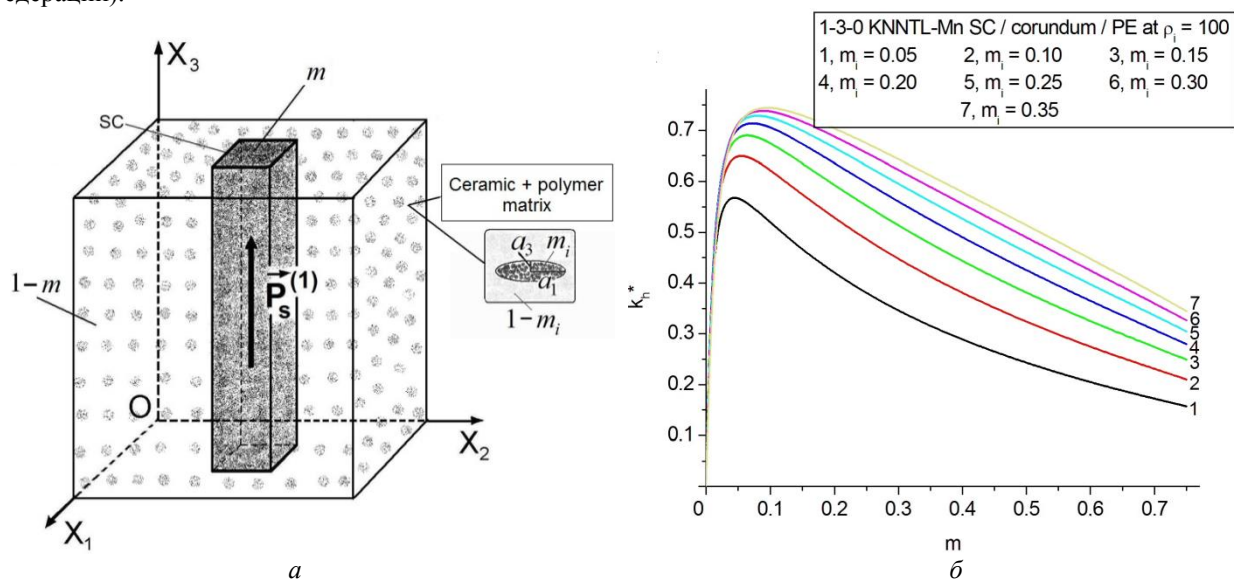 едерации).
X₃
m
SC
Ceramic + polymer
matrix
a₃ mᵢ
a₁
1−mᵢ
1−m
P⃗ₛ⁽¹⁾
O
X₂
X₁
а
1-3-0 KNNTL-Mn SC / corundum / PE at ρᵢ = 100
1, mᵢ = 0.05 2, mᵢ = 0.10 3, mᵢ = 0.15
4, mᵢ = 0.20 5, mᵢ = 0.25 6, mᵢ = 0.30
7, mᵢ = 0.35
kₕ*
0.7
0.6
0.5
0.4
0.3
0.2
0.1
7
6
5
4
3
2
1
0 0.1 0.2 0.3 0.4 0.5 0.6 0.7
m
б